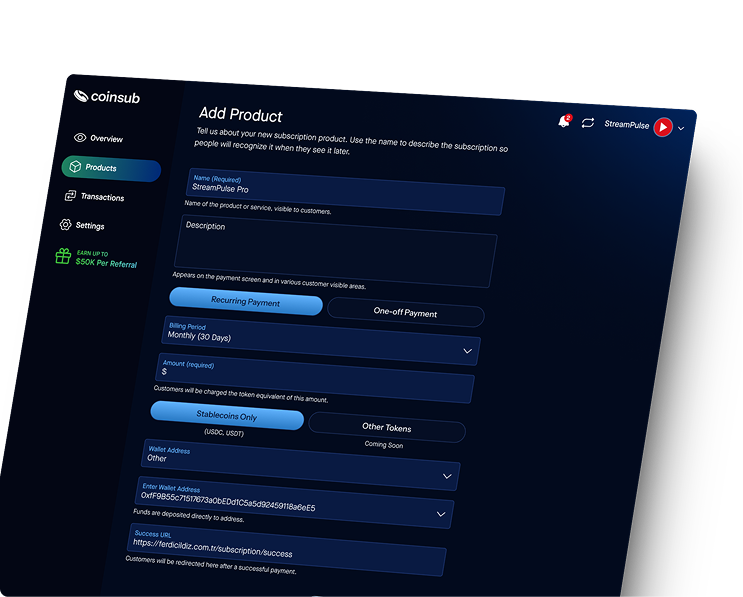 coinsub
Overview
Products
Transactions
Settings
EARN UP TO
$50K Per Referral
2
StreamPulse
Add Product
Tell us about your new subscription product. Use the name to describe the subscription so
people will recognize it when they see it later.
Name (Required)
StreamPulse Pro
Name of the product or service, visible to customers.
Description
Appears on the payment screen and in various customer visible areas.
Recurring Payment
One-off Payment
Billing Period
Monthly (30 Days)
Amount (required)
$
Customers will be charged the token equivalent of this amount.
Stablecoins Only
(USDC, USDT)
Other Tokens
Coming Soon
Wallet Address
Other
Enter Wallet Address
0xfF9B55c71517673a0bEDd1C5a5d92459118a6eE5
Funds are deposited directly to address.
Success URL
https://ferdicildiz.com.tr/subscription/success
Customers will be redirected here after a successful payment.